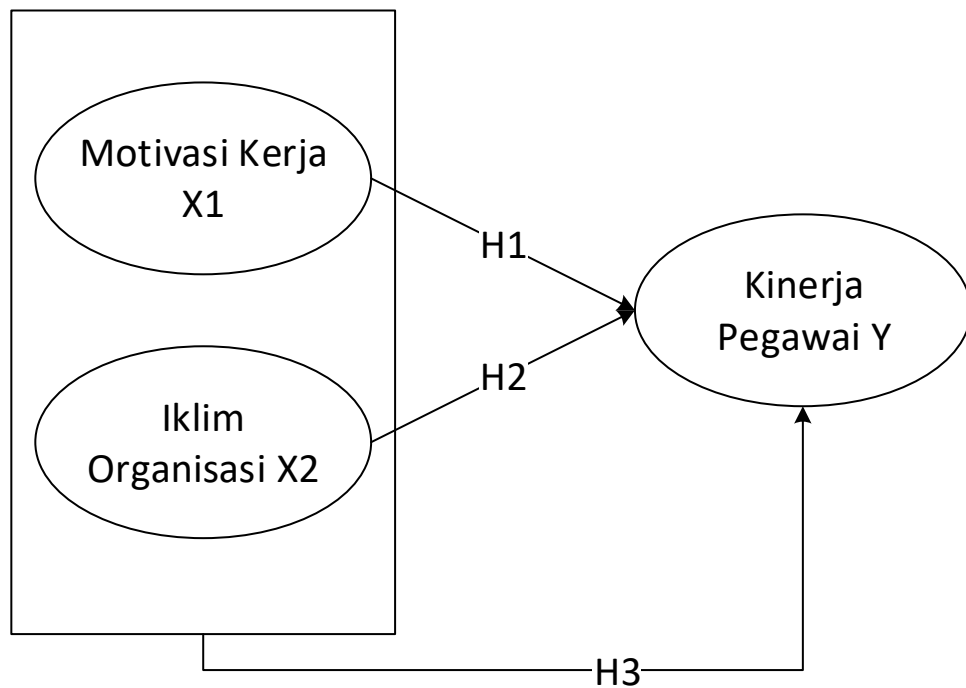 Motivasi Kerja
X1
H1
Kinerja
Pegawai Y
H2
Iklim
Organisasi X2
H3